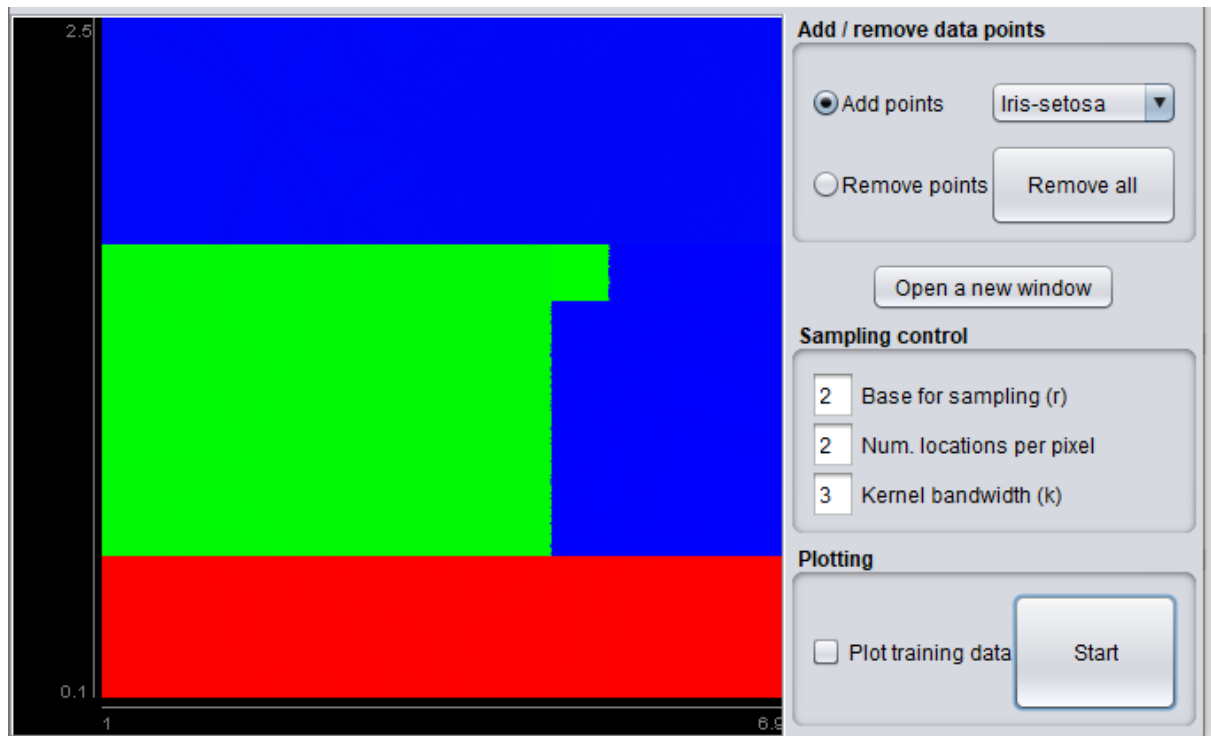 2.5
0.1
1
6.9
Add / remove data points
Add points
Iris-setosa
Remove points
Remove all
Open a new window
Sampling control
2 Base for sampling (r)
2 Num. locations per pixel
3 Kernel bandwidth (k)
Plotting
Plot training data
Start